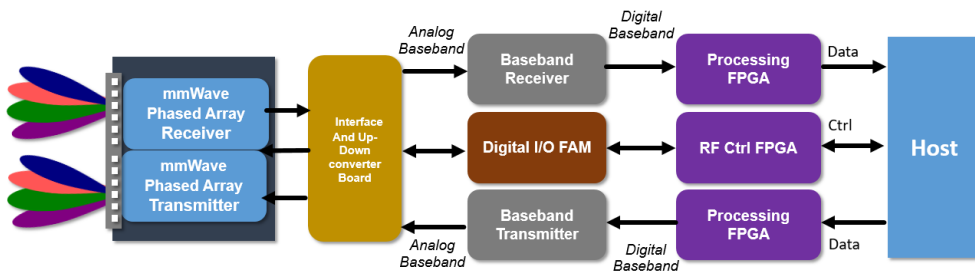 Analog
Baseband
Digital
Baseband
mmWave
Phased Array
Receiver
mmWave
Phased Array
Transmitter
Interface
And Up-
Down
converter
Board
Baseband
Receiver
Processing
FPGA
Data
Digital I/O FAM
RF Ctrl FPGA
Ctrl
Host
Baseband
Transmitter
Processing
FPGA
Data
Analog
Baseband
Digital
Baseband